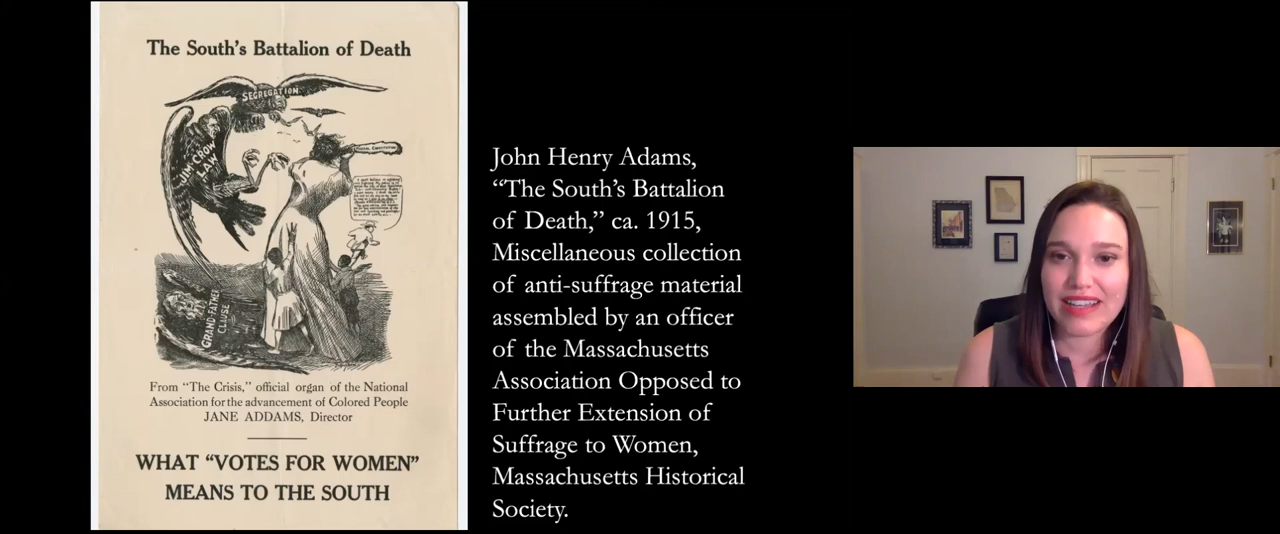 The South's Battalion of Death
SEGREGATION
JIM-CROW
LAW
FEDERAL CONSTITUTION
GRAND-FATHER
CLAUSE
From "The Crisis," official organ of the National
Association for the advancement of Colored People
JANE ADDAMS, Director
WHAT "VOTES FOR WOMEN"
MEANS TO THE SOUTH
John Henry Adams,
“The South’s Battalion
of Death,” ca. 1915,
Miscellaneous collection
of anti-suffrage material
assembled by an officer
of the Massachusetts
Association Opposed to
Further Extension of
Suffrage to Women,
Massachusetts Historical
Society.